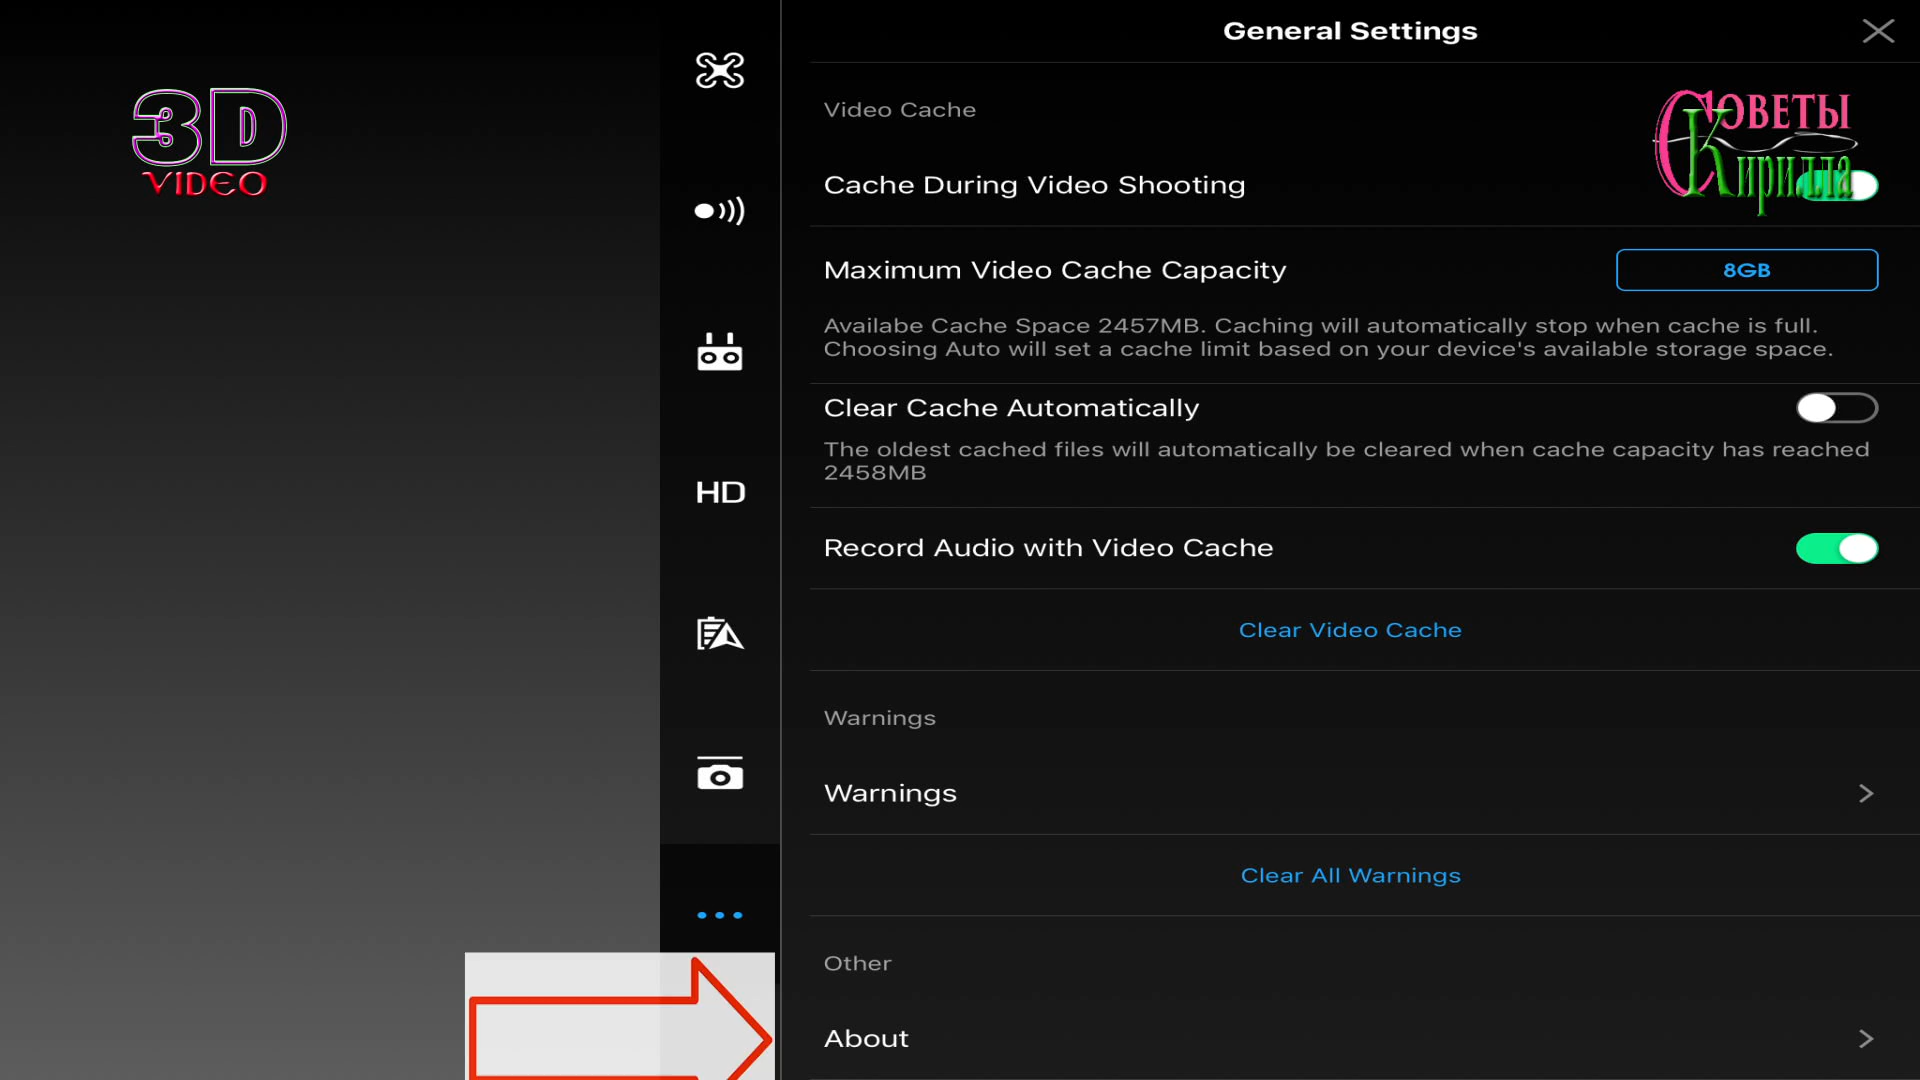 General Settings
3D
VIDEO
Video Cache
Советы
Кирилла
Cache During Video Shooting
Maximum Video Cache Capacity
8GB
Availabe Cache Space 2457MB. Caching will automatically stop when cache is full.
Choosing Auto will set a cache limit based on your device's available storage space.
Clear Cache Automatically
The oldest cached files will automatically be cleared when cache capacity has reached
2458MB
HD
Record Audio with Video Cache
Clear Video Cache
Warnings
Warnings
Clear All Warnings
Other
About